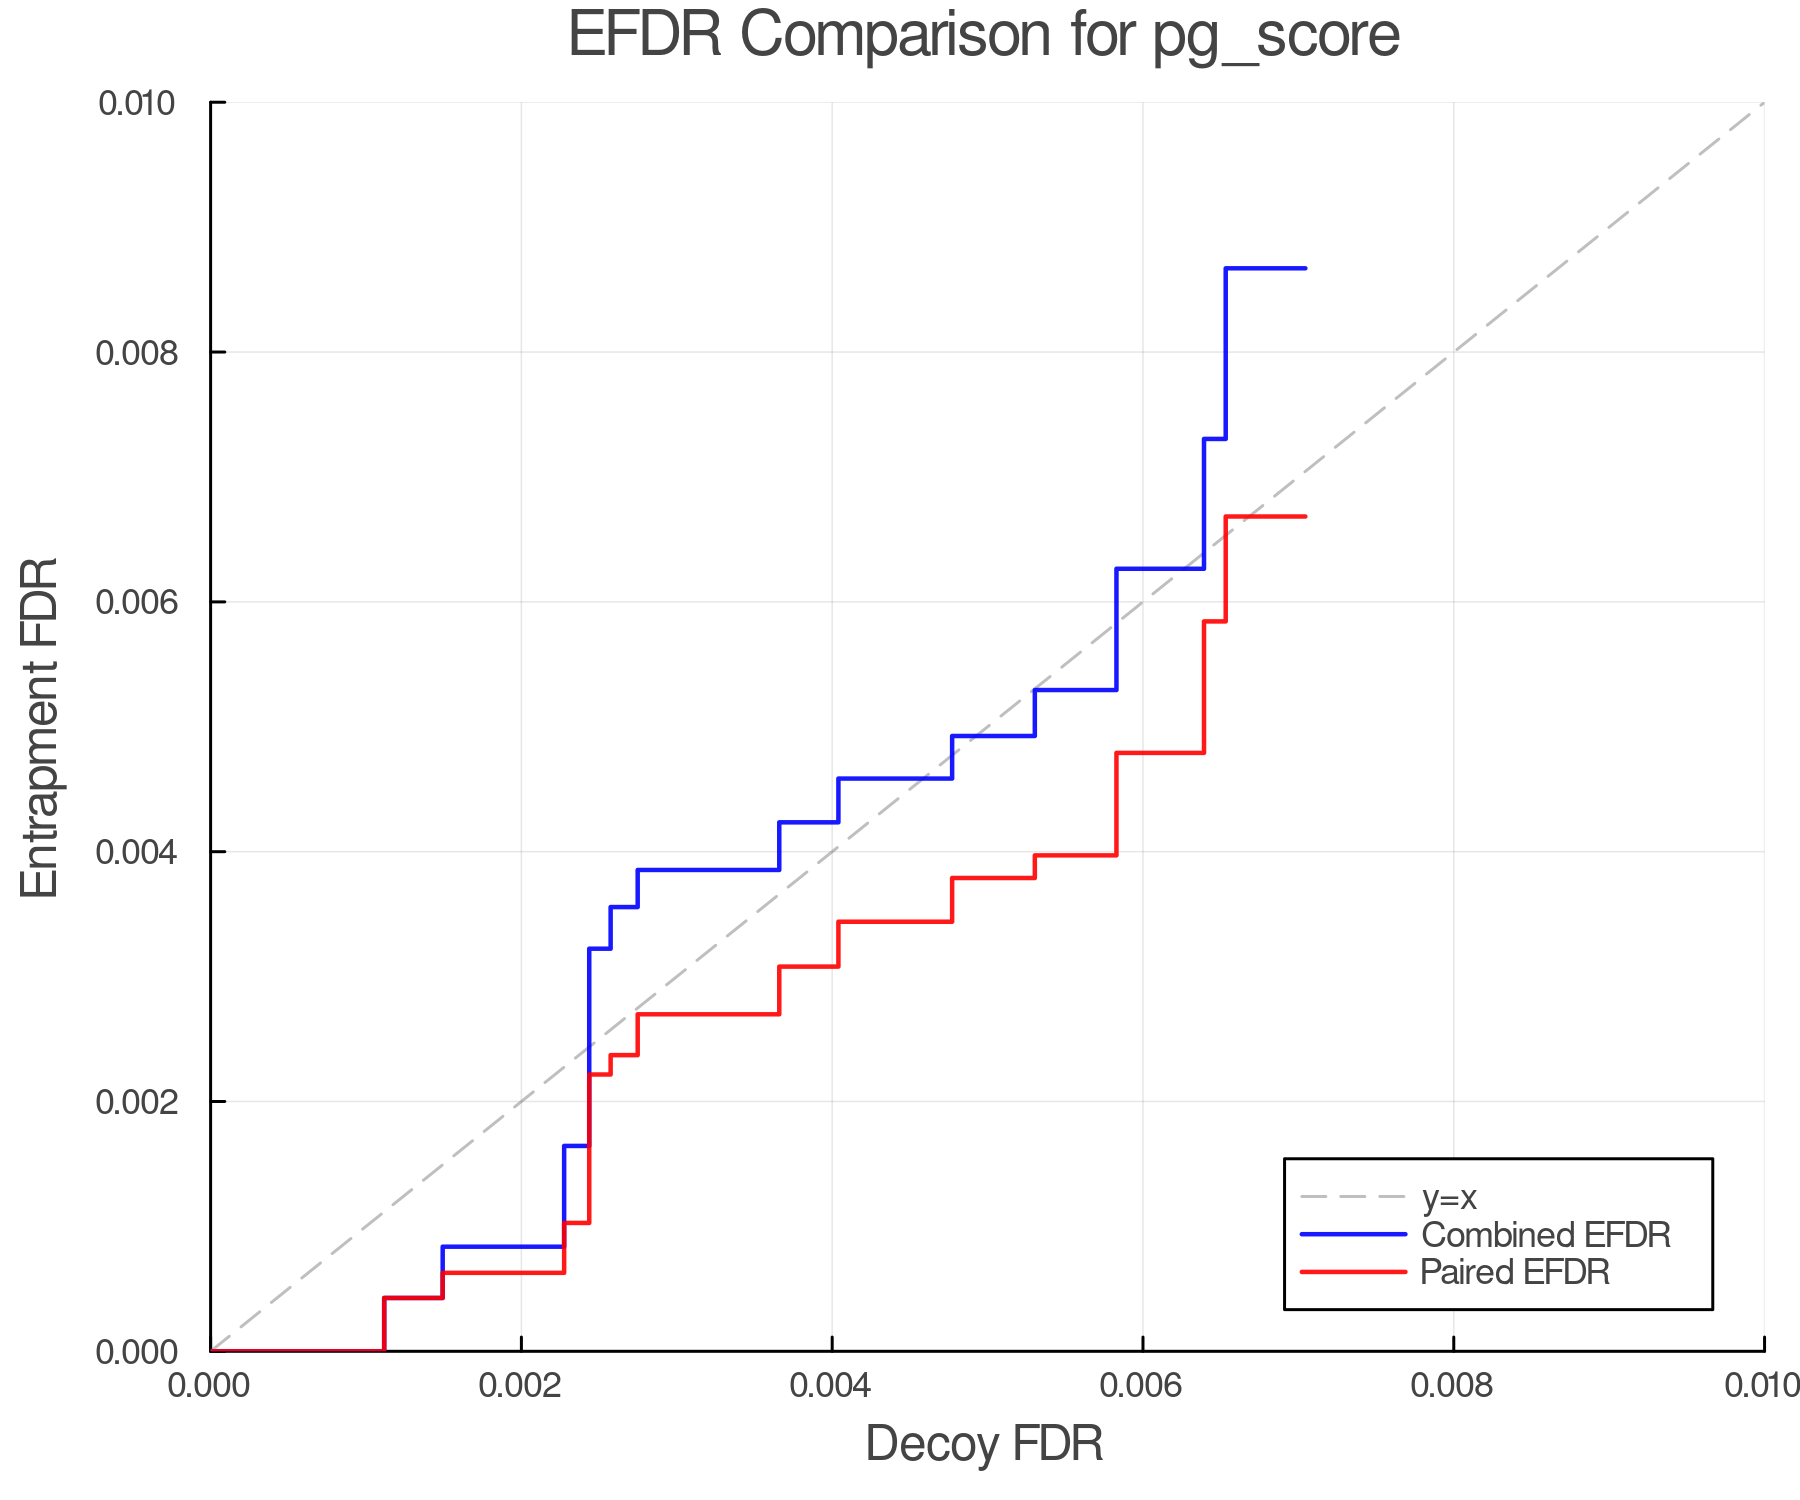 EFDR Comparison for pg_score
0.010
0.008
0.006
0.004
0.002
0.000
Entrapment FDR
y=x
Combined EFDR
Paired EFDR
0.000 0.002 0.004 0.006 0.008 0.010
Decoy FDR